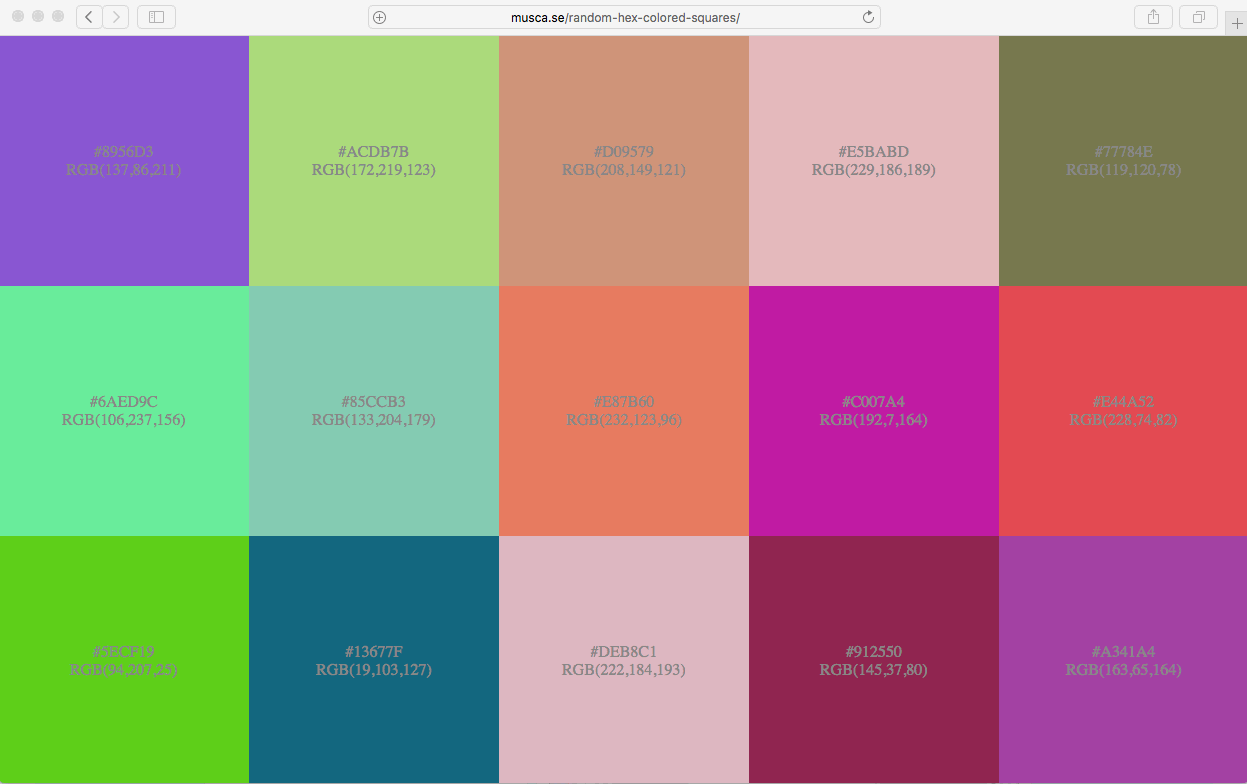 musca.se/random-hex-colored-squares/
#8956D3
RGB(137,86,211)
#ACDB7B
RGB(172,219,123)
#D09579
RGB(208,149,121)
#E5BABD
RGB(229,186,189)
#77784E
RGB(119,120,78)
#6AED9C
RGB(106,237,156)
#85CCB3
RGB(133,204,179)
#E87B60
RGB(232,123,96)
#C007A4
RGB(192,7,164)
#E44A52
RGB(228,74,82)
#5ECF19
RGB(94,207,25)
#13677F
RGB(19,103,127)
#DEB8C1
RGB(222,184,193)
#912550
RGB(145,37,80)
#A341A4
RGB(163,65,164)